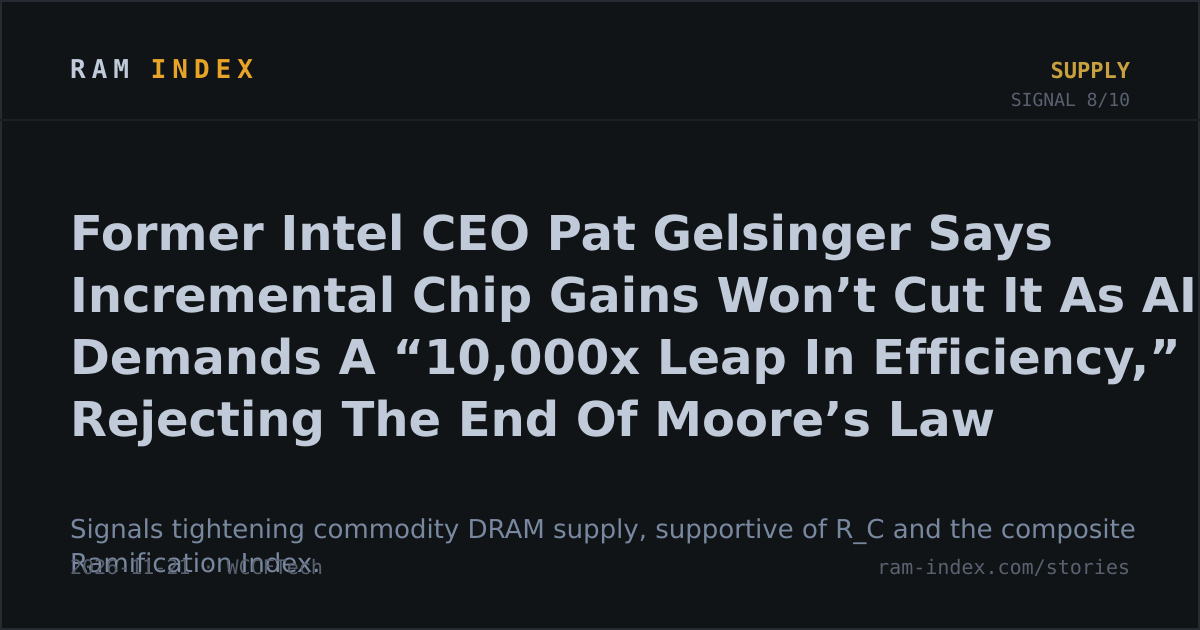 RAM INDEX
SUPPLY
SIGNAL 8/10
Former Intel CEO Pat Gelsinger Says
Incremental Chip Gains Won’t Cut It As AI
Demands A “10,000x Leap In Efficiency,”
Rejecting The End Of Moore’s Law
Signals tightening commodity DRAM supply, supportive of R_C and the composite
Ramification Index.
WCCFTech
ram-index.com/stories